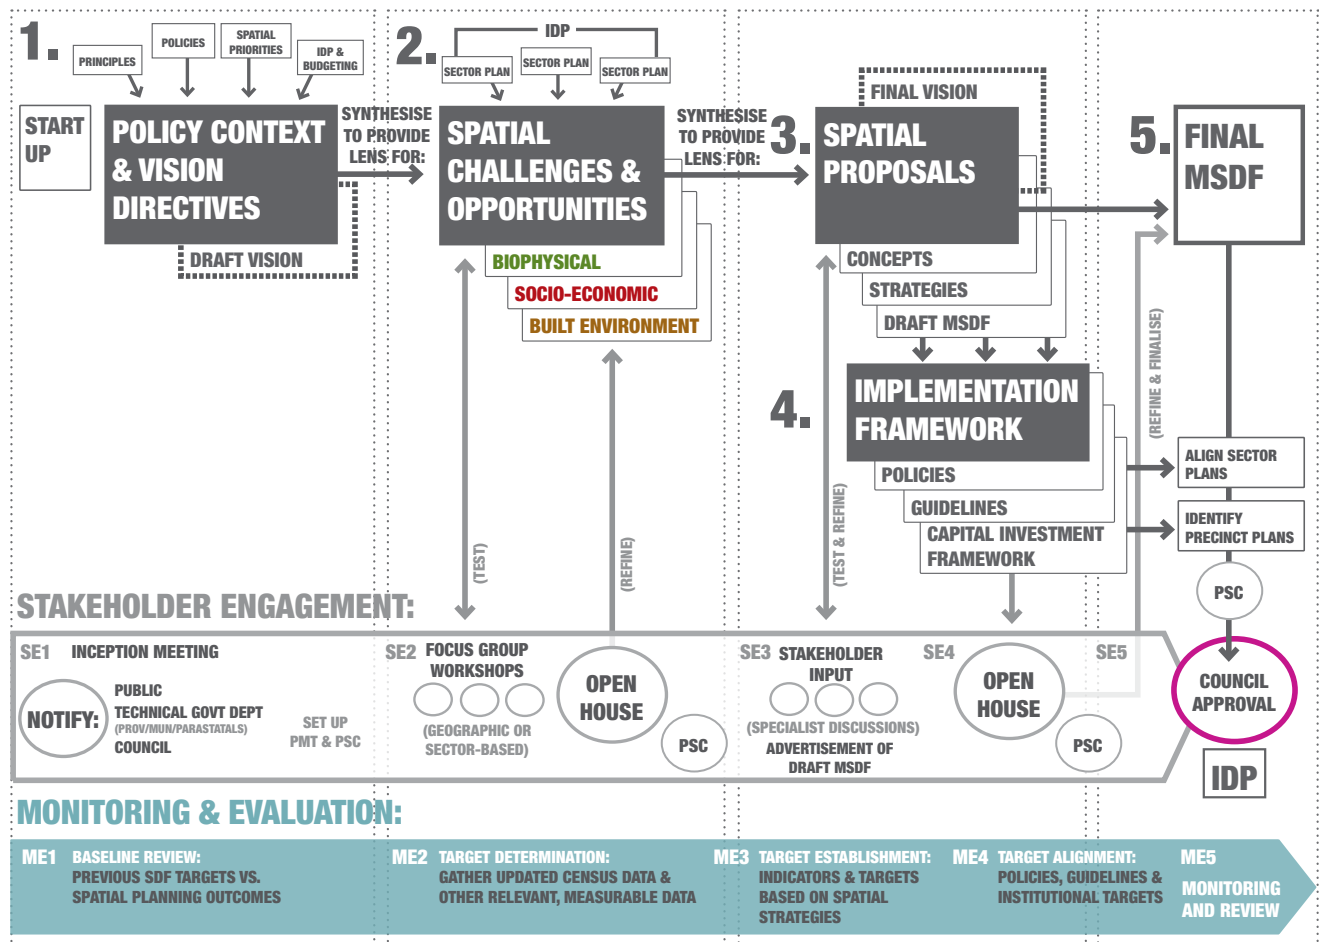 1.
PRINCIPLES
POLICIES
SPATIAL
PRIORITIES
IDP &
BUDGETING
START
UP
POLICY CONTEXT
& VISION
DIRECTIVES
DRAFT VISION
SYNTHESISE
TO PROVIDE
LENS FOR:
2.
IDP
SECTOR PLAN
SECTOR PLAN
SECTOR PLAN
SPATIAL
CHALLENGES &
OPPORTUNITIES
BIOPHYSICAL
SOCIO-ECONOMIC
BUILT ENVIRONMENT
SYNTHESISE
TO PROVIDE
LENS FOR:
3.
FINAL VISION
SPATIAL
PROPOSALS
CONCEPTS
STRATEGIES
DRAFT MSDF
4.
IMPLEMENTATION
FRAMEWORK
POLICIES
GUIDELINES
CAPITAL INVESTMENT
FRAMEWORK
5.
FINAL
MSDF
(REFINE & FINALISE)
ALIGN SECTOR
PLANS
IDENTIFY
PRECINCT PLANS
PSC
(TEST)
(REFINE)
(TEST & REFINE)
STAKEHOLDER ENGAGEMENT:
SE1 INCEPTION MEETING
NOTIFY:
PUBLIC
TECHNICAL GOVT DEPT
(PROV/MUN/PARASTATALS)
COUNCIL
SET UP
PMT & PSC
SE2 FOCUS GROUP
WORKSHOPS
(GEOGRAPHIC OR
SECTOR-BASED)
OPEN
HOUSE
PSC
SE3 STAKEHOLDER
INPUT
(SPECIALIST DISCUSSIONS)
ADVERTISEMENT OF
DRAFT MSDF
SE4
OPEN
HOUSE
PSC
SE5
COUNCIL
APPROVAL
IDP
MONITORING & EVALUATION:
ME1 BASELINE REVIEW:
PREVIOUS SDF TARGETS VS.
SPATIAL PLANNING OUTCOMES
ME2 TARGET DETERMINATION:
GATHER UPDATED CENSUS DATA &
OTHER RELEVANT, MEASURABLE DATA
ME3 TARGET ESTABLISHMENT:
INDICATORS & TARGETS
BASED ON SPATIAL
STRATEGIES
ME4 TARGET ALIGNMENT:
POLICIES, GUIDELINES &
INSTITUTIONAL TARGETS
ME5
MONITORING
AND REVIEW